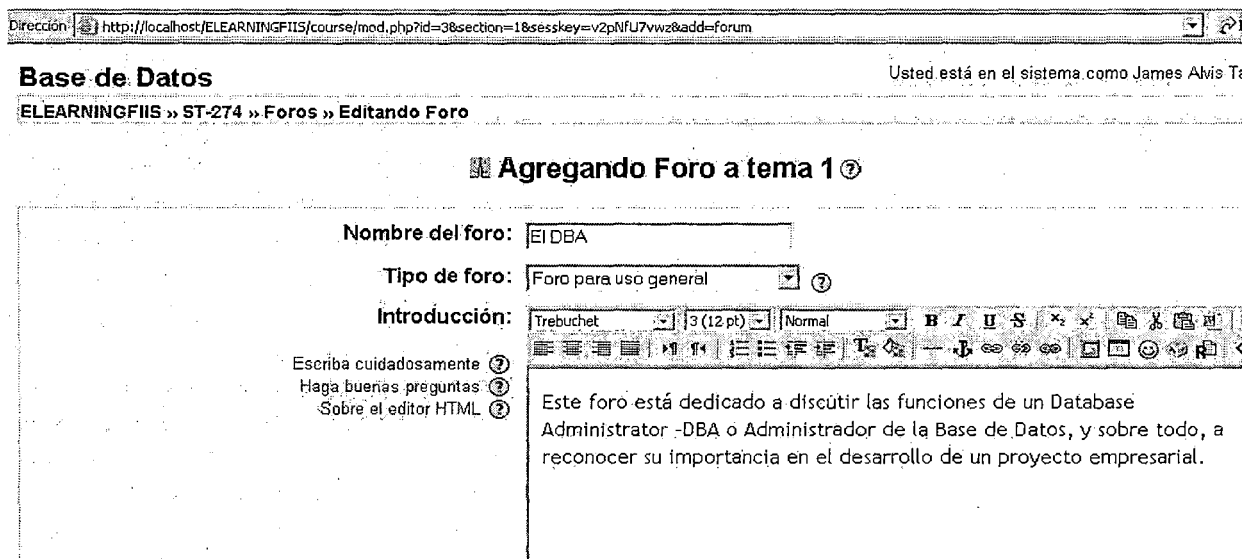 Dirección http://localhost/ELEARNINGFIIS/course/mod.php?id=3&section=1&sesskey=v2pNfU7vwz&add=forum
Base de Datos
Usted está en el sistema como James Alvis Ta
ELEARNINGFIIS » ST-274 » Foros » Editando Foro
Agregando Foro a tema 1
Nombre del foro: El DBA
Tipo de foro: Foro para uso general
Introducción: Trebuchet 3 (12 pt) Normal B I U S x₂ x²
Escriba cuidadosamente
Haga buenas preguntas
Sobre el editor HTML
Este foro está dedicado a discutir las funciones de un Database
Administrator -DBA o Administrador de la Base de Datos, y sobre todo, a
reconocer su importancia en el desarrollo de un proyecto empresarial.